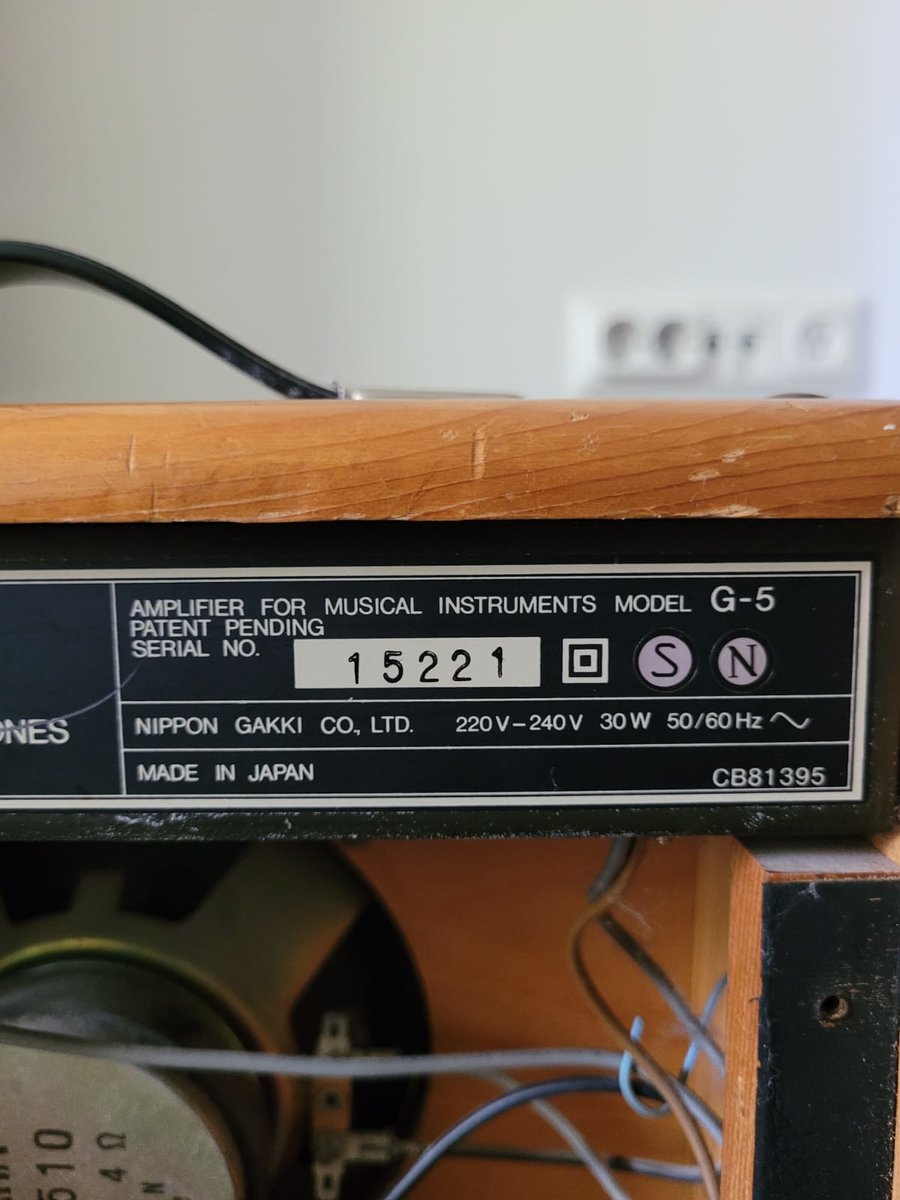 AMPLIFIER FOR MUSICAL INSTRUMENTS MODEL G-5
PATENT PENDING
SERIAL NO. 15221 S N
NIPPON GAKKI CO., LTD. 220V-240V 30W 50/60Hz
MADE IN JAPAN CB81395
4Ω